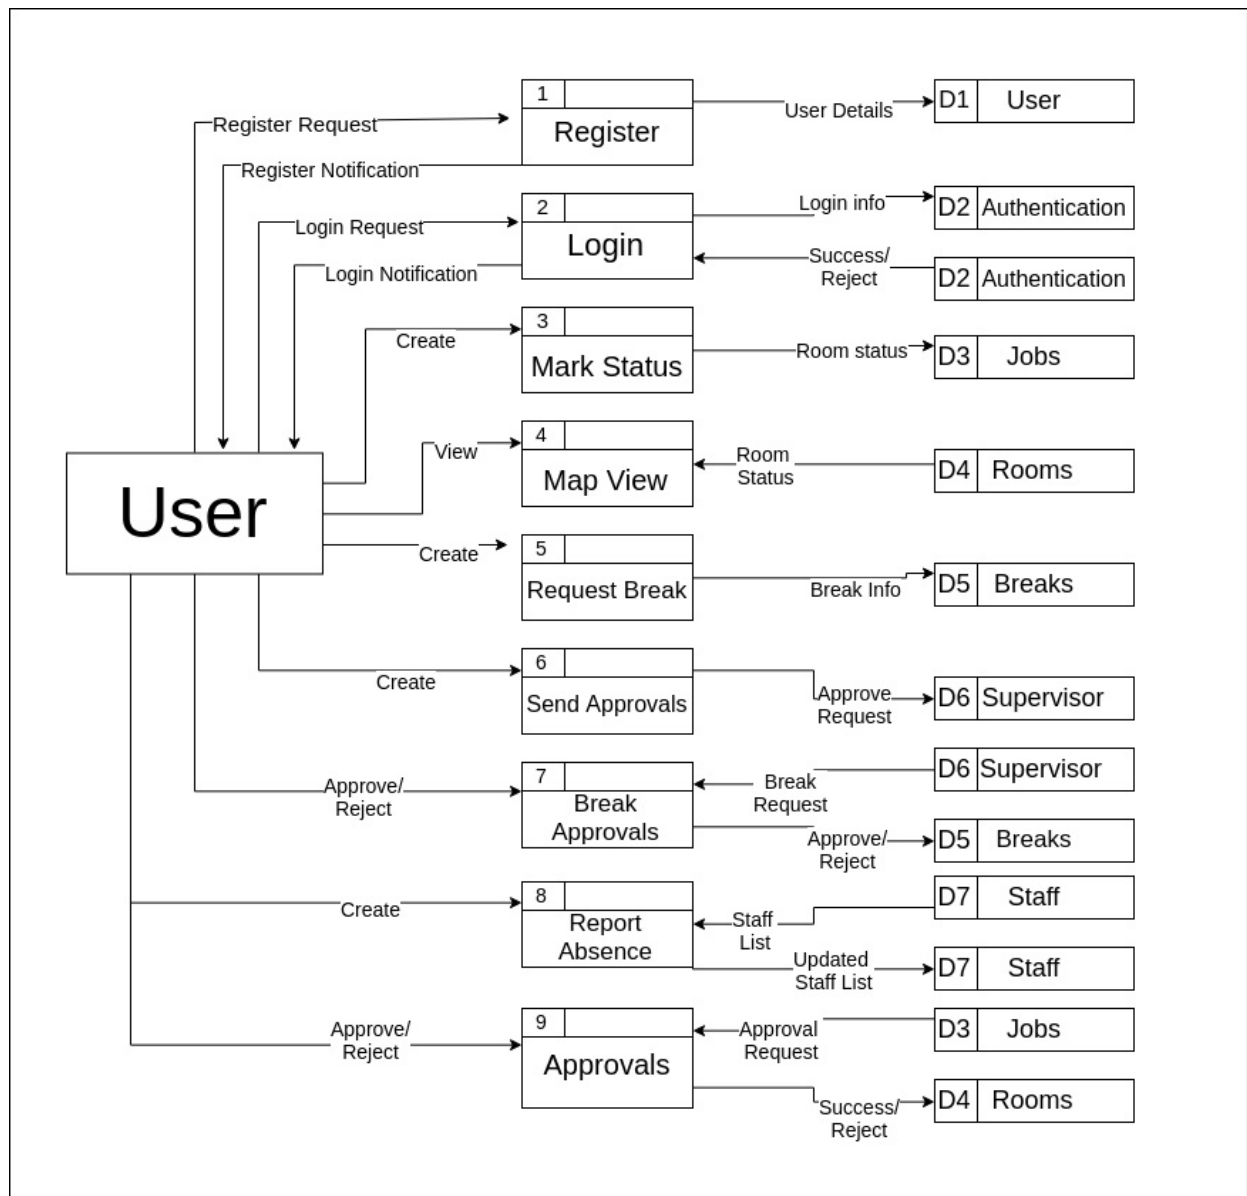 1
Register
Register Request
Register Notification
User Details
D1 User
2
Login
Login Request
Login Notification
Login info
D2 Authentication
Success/
Reject
D2 Authentication
3
Mark Status
Create
Room status
D3 Jobs
4
Map View
View
Room
Status
D4 Rooms
User
5
Request Break
Create
Break Info
D5 Breaks
6
Send Approvals
Create
Approve
Request
D6 Supervisor
7
Break
Approvals
Approve/
Reject
Break
Request
D6 Supervisor
Approve/
Reject
D5 Breaks
8
Report
Absence
Create
Staff
List
D7 Staff
Updated
Staff List
D7 Staff
9
Approvals
Approve/
Reject
Approval
Request
D3 Jobs
Success/
Reject
D4 Rooms